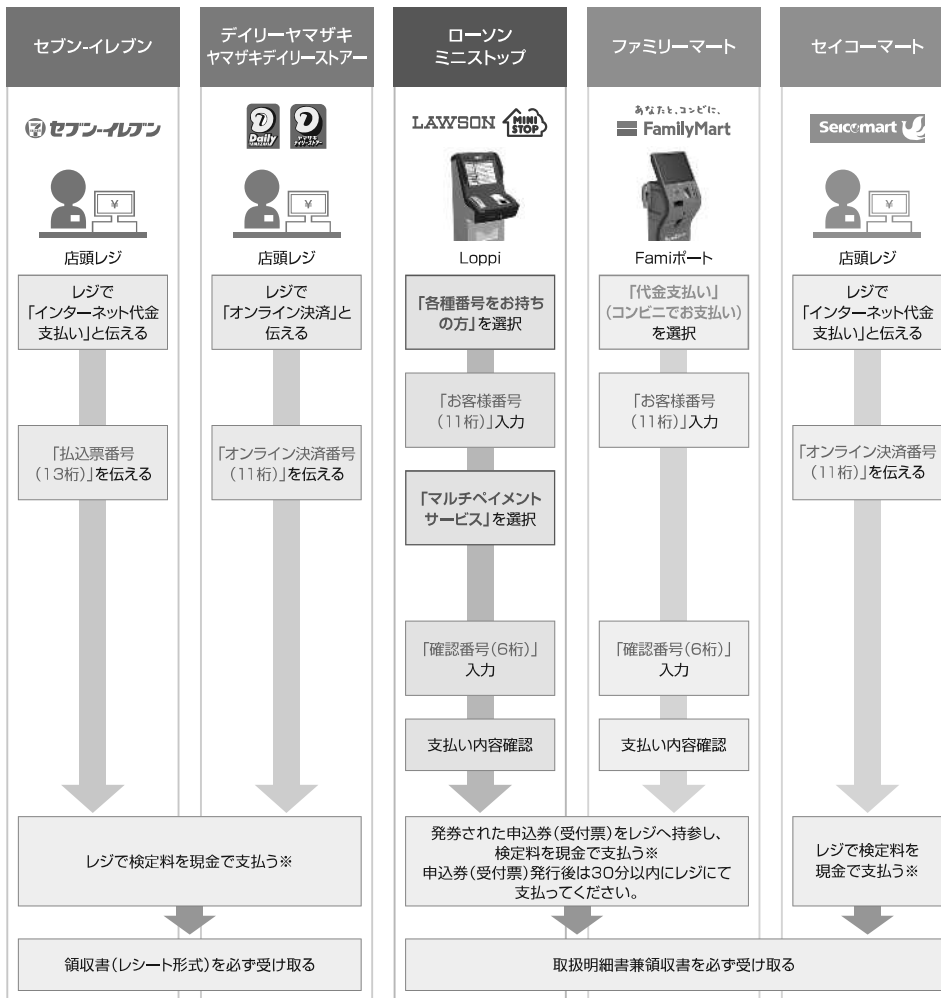 セブン-イレブン
デイリーヤマザキ
ヤマザキデイリーストアー
ローソン
ミニストップ
ファミリーマート
セイコーマート
セブン-イレブン
Daily
ヤマザキ
デイリーストアー
LAWSON
MINI
STOP
あなたと、コンビに、
FamilyMart
Seicomart
¥
¥
¥
店頭レジ
店頭レジ
Loppi
Famiポート
店頭レジ
レジで
「インターネット代金
支払い」と伝える
「払込票番号
(13桁)」を伝える
レジで
「オンライン決済」と
伝える
「オンライン決済番号
(11桁)」を伝える
「各種番号をお持ち
の方」を選択
「お客様番号
(11桁)」入力
「マルチペイメント
サービス」を選択
「確認番号(6桁)」
入力
支払い内容確認
「代金支払い」
(コンビニでお支払い)
を選択
「お客様番号
(11桁)」入力
「確認番号(6桁)」
入力
支払い内容確認
レジで
「インターネット代金
支払い」と伝える
「オンライン決済番号
(11桁)」を伝える
レジで検定料を現金で支払う※
発券された申込券(受付票)をレジへ持参し、
検定料を現金で支払う※
申込券(受付票)発行後は30分以内にレジにて
支払ってください。
レジで検定料を
現金で支払う※
領収書(レシート形式)を必ず受け取る
取扱明細書兼領収書を必ず受け取る